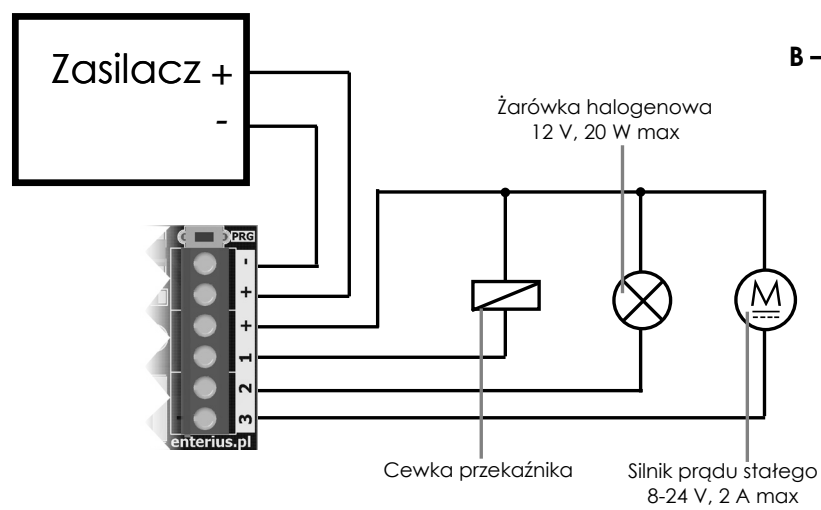 Zasilacz +
-
B –
Żarówka halogenowa
12 V, 20 W max
PRG
-
+
+
1
2
3
enterius.pl
M
Cewka przekaźnika
Silnik prądu stałego
8-24 V, 2 A max